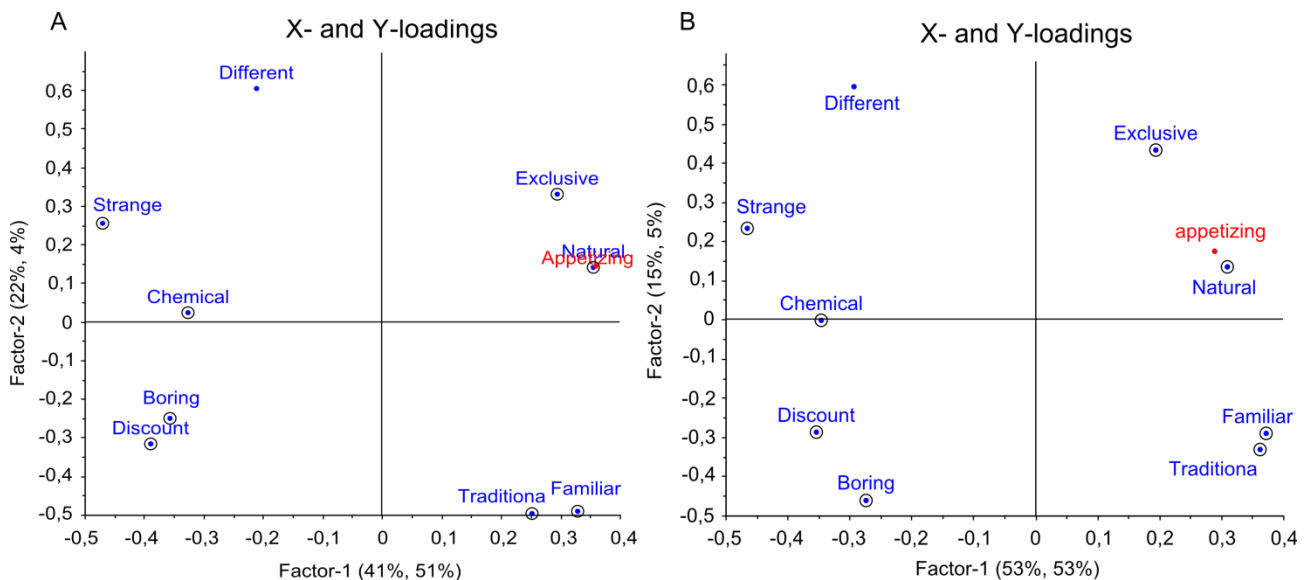 A
X- and Y-loadings
Different
0,6
0,5
0,4
Exclusive
0,3
Strange
0,2
Natural
Appetizing
0,1
Chemical
0
-0,1
-0,2
Boring
Discount
-0,3
-0,4
Traditiona
Familiar
-0,5
-0,5
-0,4
-0,3
-0,2
-0,1
0
0,1
0,2
0,3
0,4
Factor-2 (22%, 4%)
Factor-1 (41%, 51%)
B
X- and Y-loadings
0,6
Different
0,5
Exclusive
0,4
0,3
Strange
appetizing
0,2
0,1
Natural
Chemical
0
-0,1
-0,2
Discount
Familiar
-0,3
Traditiona
-0,4
Boring
-0,5
-0,5
-0,4
-0,3
-0,2
-0,1
0
0,1
0,2
0,3
0,4
Factor-2 (15%, 5%)
Factor-1 (53%, 53%)